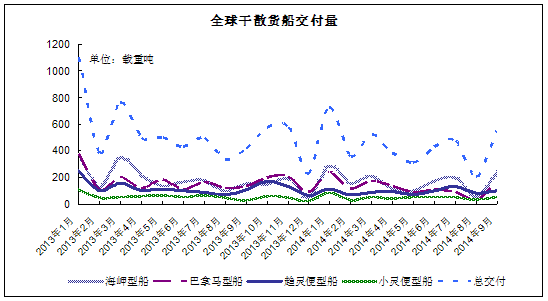 全球干散货船交付量
单位：载重吨
1200
1000
800
600
400
200
0
2013年1月
2013年2月
2013年3月
2013年4月
2013年5月
2013年6月
2013年7月
2013年8月
2013年9月
2013年10月
2013年11月
2013年12月
2014年1月
2014年2月
2014年3月
2014年4月
2014年5月
2014年6月
2014年7月
2014年8月
2014年9月
海岬型船 巴拿马型船 超灵便型船 小灵便型船 总交付